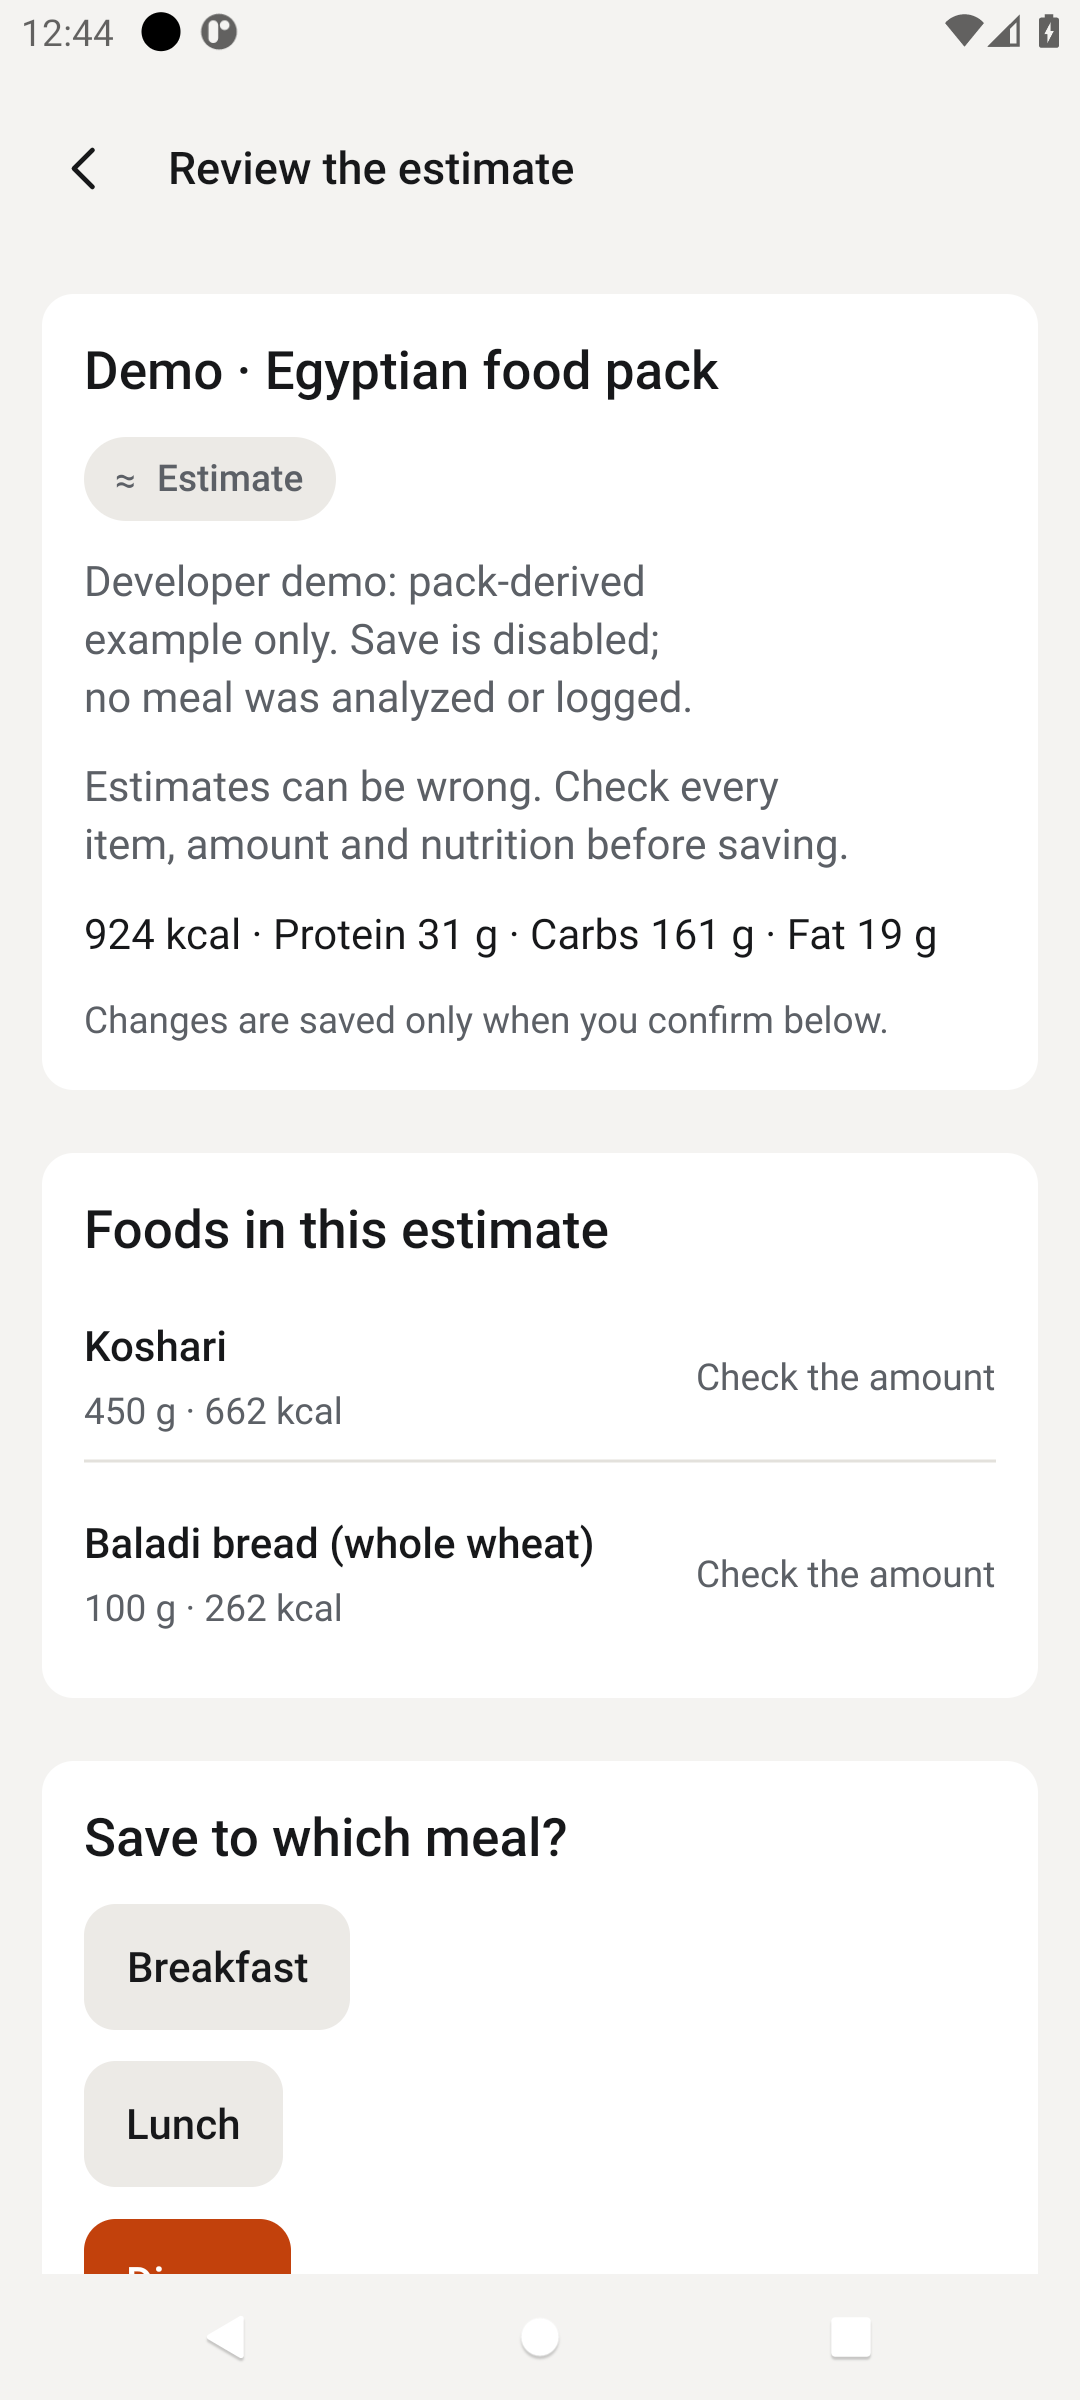 12:44
Review the estimate
Demo · Egyptian food pack
≈ Estimate
Developer demo: pack-derived
example only. Save is disabled;
no meal was analyzed or logged.
Estimates can be wrong. Check every
item, amount and nutrition before saving.
924 kcal · Protein 31 g · Carbs 161 g · Fat 19 g
Changes are saved only when you confirm below.
Foods in this estimate
Koshari
450 g · 662 kcal
Check the amount
Baladi bread (whole wheat)
100 g · 262 kcal
Check the amount
Save to which meal?
Breakfast
Lunch